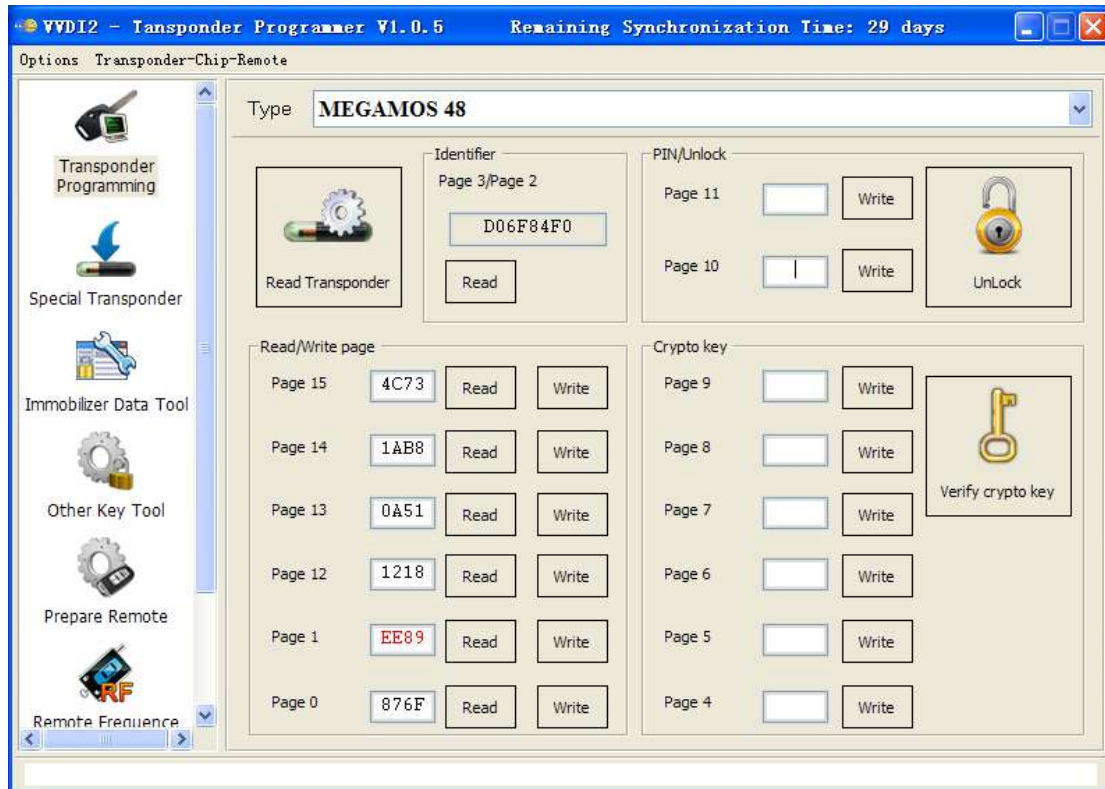 VVDI2 - Tansponder Programmer V1.0.5 Remaining Synchronization Time: 29 days
Options Transponder-Chip-Remote
Transponder
Programming
Special Transponder
Immobilizer Data Tool
Other Key Tool
Prepare Remote
RF
Remote Frequence
Type MEGAMOS 48
Read Transponder
Identifier
Page 3/Page 2
D06F84F0
Read
PIN/Unlock
Page 11 Write
Page 10 Write
UnLock
Read/Write page
Page 15 4C73 Read Write
Page 14 1AB8 Read Write
Page 13 0A51 Read Write
Page 12 1218 Read Write
Page 1 EE89 Read Write
Page 0 876F Read Write
Crypto key
Page 9 Write
Page 8 Write
Page 7 Write
Page 6 Write
Page 5 Write
Page 4 Write
Verify crypto key